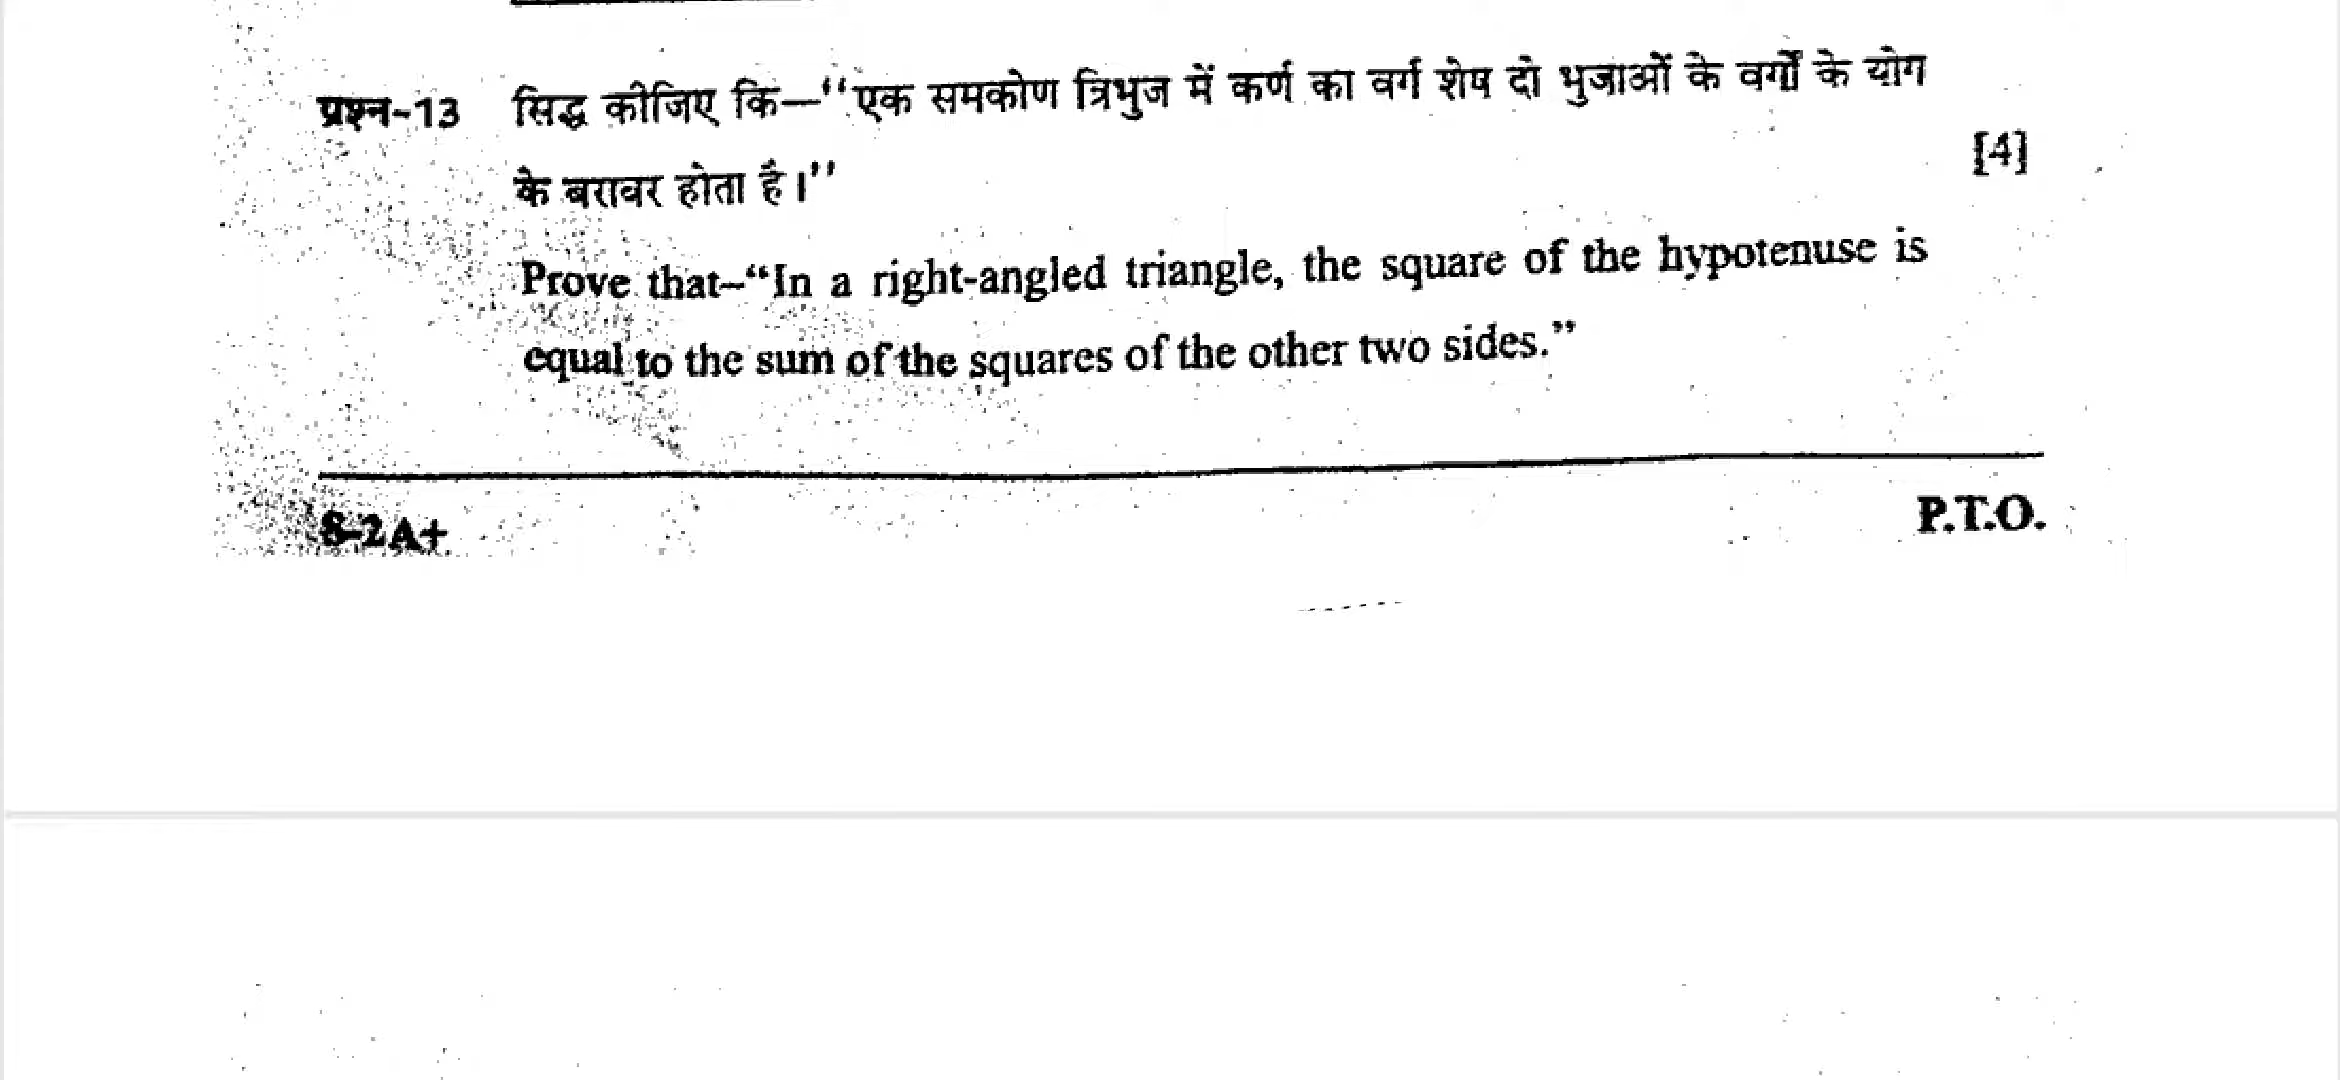 प्रश्न-13 सिद्ध कीजिए कि—“एक समकोण त्रिभुज में कर्ण का वर्ग शेष दो भुजाओं के वर्गों के योग
के बराबर होता है।” [4]
Prove that–“In a right-angled triangle, the square of the hypotenuse is
equal to the sum of the squares of the other two sides.”
S-2A+ P.T.O.